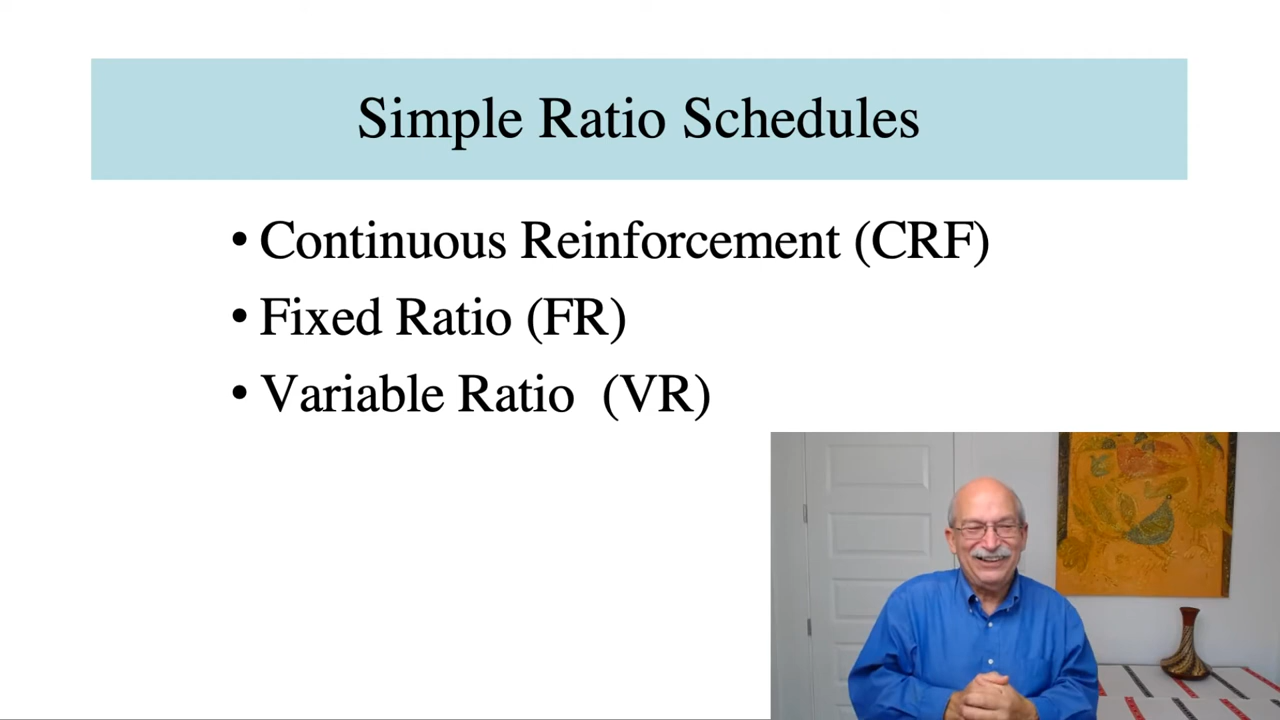 Simple Ratio Schedules
• Continuous Reinforcement (CRF)
• Fixed Ratio (FR)
• Variable Ratio  (VR)